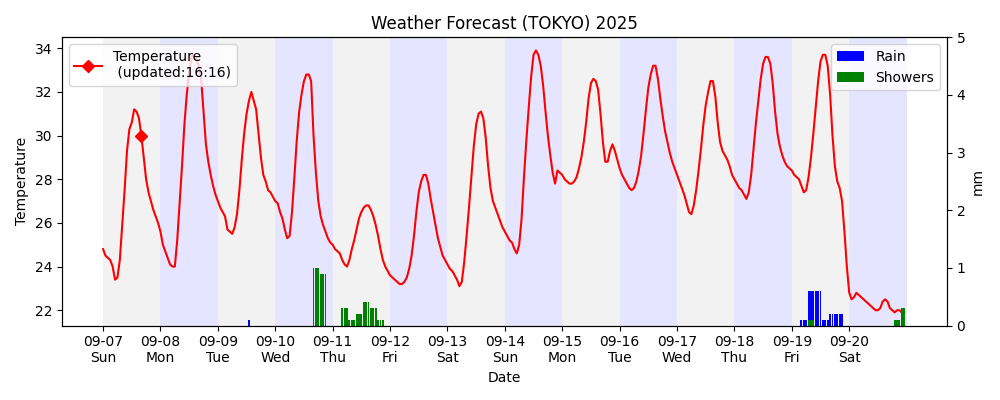 Weather Forecast (TOKYO) 2025
Temperature
(updated:16:16)
Rain
Showers
34
32
30
28
26
24
22
Temperature
5
4
3
2
1
0
mm
09-07 09-08 09-09 09-10 09-11 09-12 09-13 09-14 09-15 09-16 09-17 09-18 09-19 09-20
Sun Mon Tue Wed Thu Fri Sat Sun Mon Tue Wed Thu Fri Sat
Date